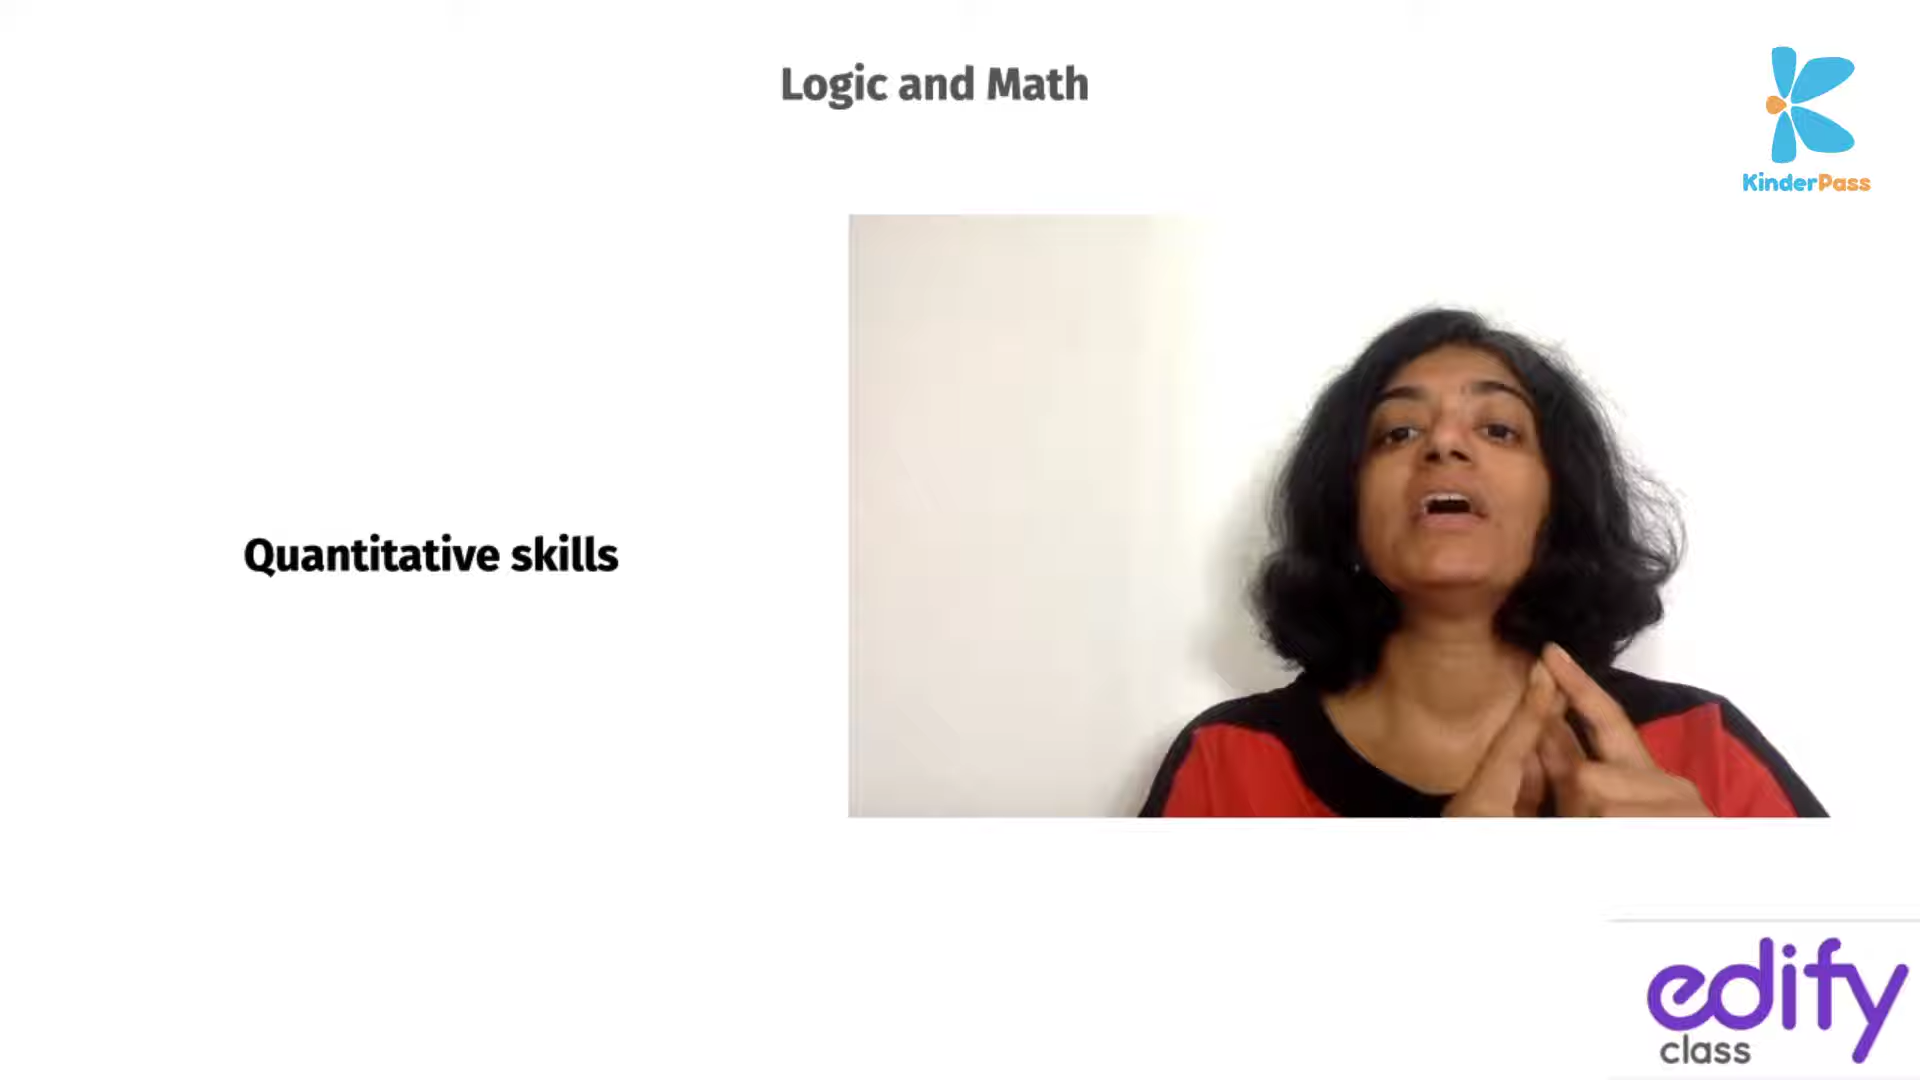 Logic and Math
KinderPass
Quantitative skills
edify
class